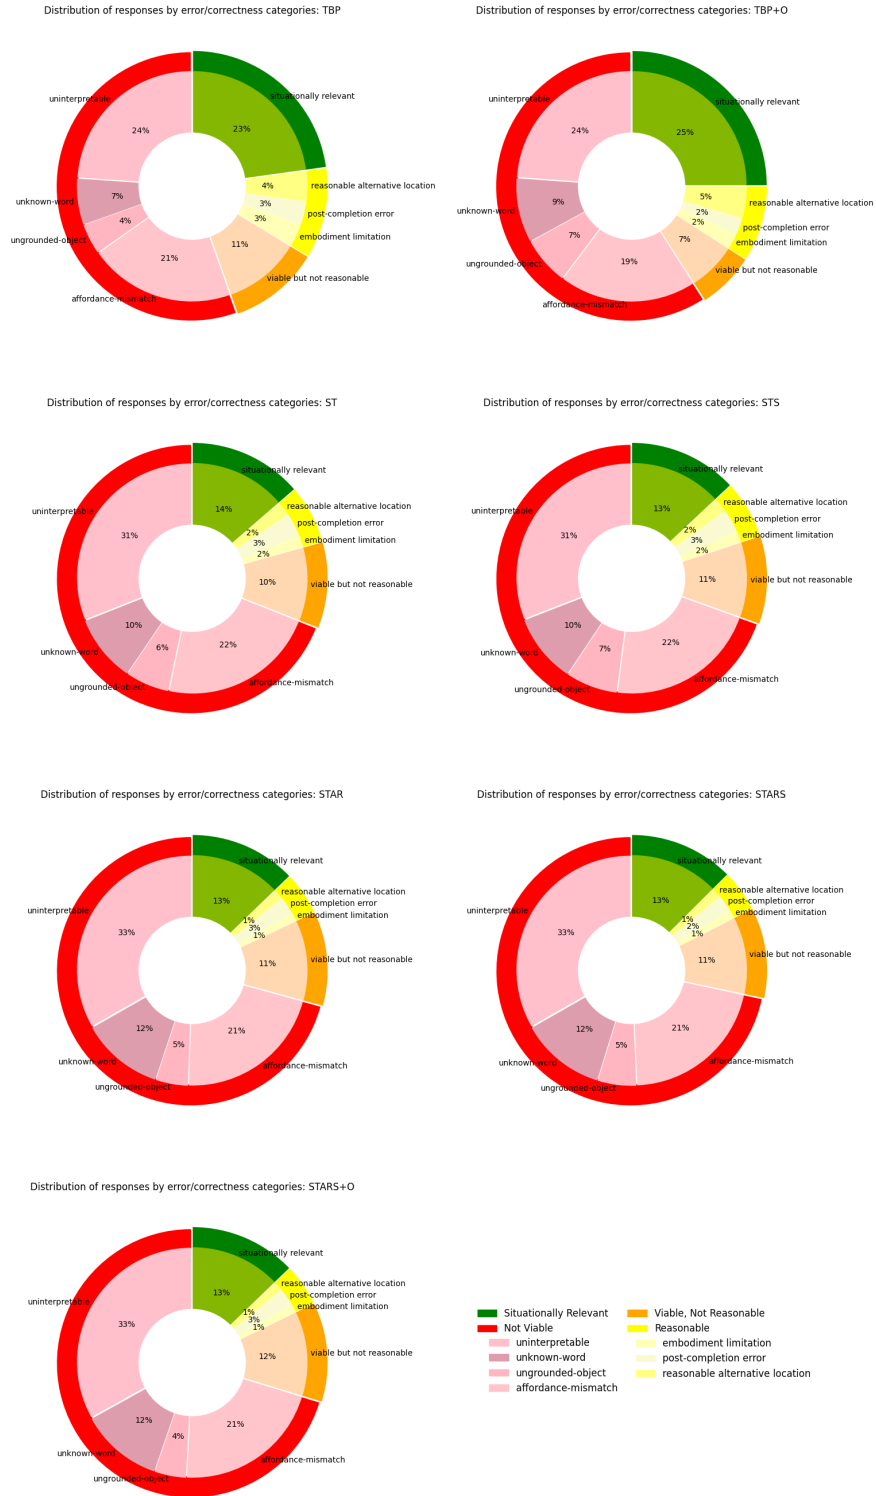 Distribution of responses by error/correctness categories: TBP
situationally relevant
uninterpretable
24%
23%
reasonable alternative location
4%
7%
unknown-word
3%
post-completion error
3%
4%
embodiment limitation
ungrounded-object
11%
21%
viable but not reasonable
affordance-mismatch
Distribution of responses by error/correctness categories: TBP+O
situationally relevant
uninterpretable
24%
25%
5%
9%
reasonable alternative location
unknown-word
2%
2%
post-completion error
7%
7%
embodiment limitation
ungrounded-object
19%
viable but not reasonable
affordance-mismatch
Distribution of responses by error/correctness categories: ST
situationally relevant
uninterpretable
14%
reasonable alternative location
post-completion error
31%
2%
3%
embodiment limitation
2%
10%
viable but not reasonable
10%
6%
22%
unknown-word
affordance-mismatch
ungrounded-object
Distribution of responses by error/correctness categories: STS
situationally relevant
uninterpretable
13%
reasonable alternative location
post-completion error
31%
2%
3%
embodiment limitation
2%
11%
viable but not reasonable
10%
7%
22%
unknown-word
affordance-mismatch
ungrounded-object
Distribution of responses by error/correctness categories: STAR
situationally relevant
uninterpretable
13%
reasonable alternative location
post-completion error
embodiment limitation
33%
1%
3%
1%
11%
viable but not reasonable
12%
5%
21%
unknown-word
affordance-mismatch
ungrounded-object
Distribution of responses by error/correctness categories: STARS
situationally relevant
uninterpretable
13%
reasonable alternative location
post-completion error
embodiment limitation
33%
1%
2%
1%
11%
viable but not reasonable
12%
5%
21%
unknown-word
affordance-mismatch
ungrounded-object
Distribution of responses by error/correctness categories: STARS+O
situationally relevant
uninterpretable
13%
reasonable alternative location
post-completion error
embodiment limitation
33%
1%
3%
1%
12%
viable but not reasonable
12%
4%
21%
unknown-word
affordance-mismatch
ungrounded-object
Situationally Relevant
Not Viable
uninterpretable
unknown-word
ungrounded-object
affordance-mismatch
Viable, Not Reasonable
Reasonable
embodiment limitation
post-completion error
reasonable alternative location